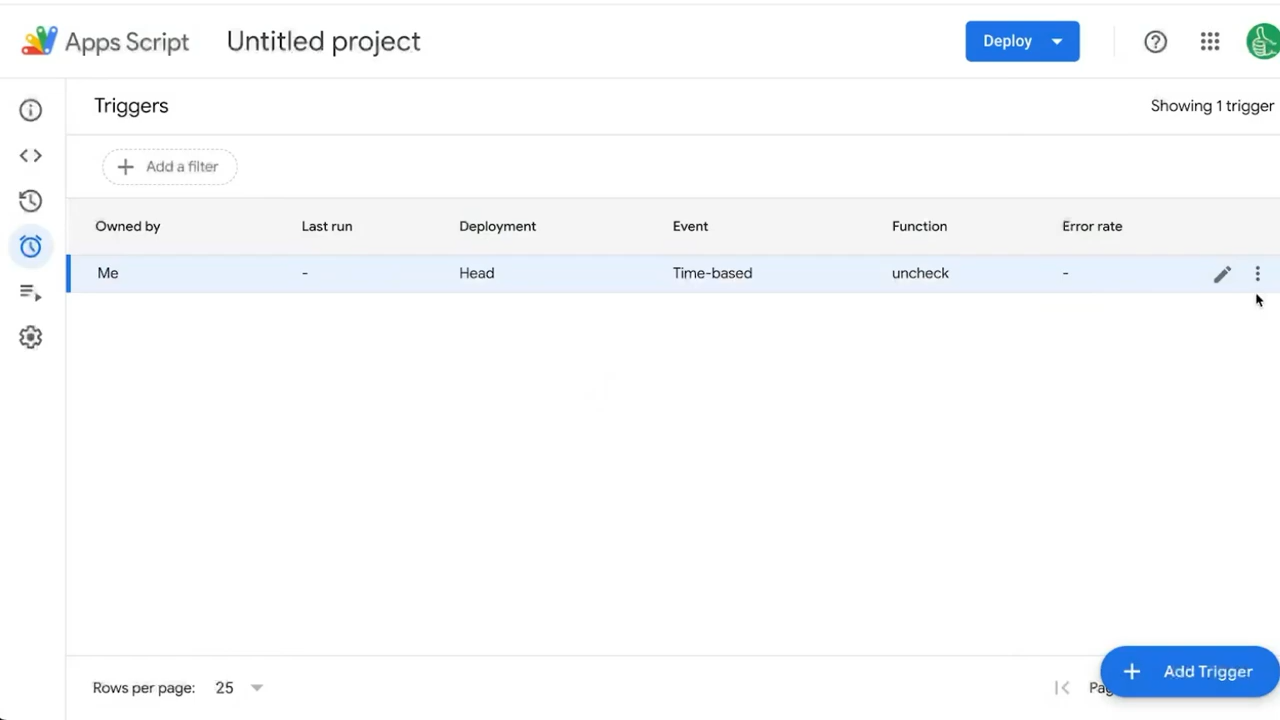 Apps Script Untitled project Deploy
Triggers Showing 1 trigger
Add a filter
Owned by Last run Deployment Event Function Error rate
Me - Head Time-based uncheck -
Rows per page: 25
Add Trigger